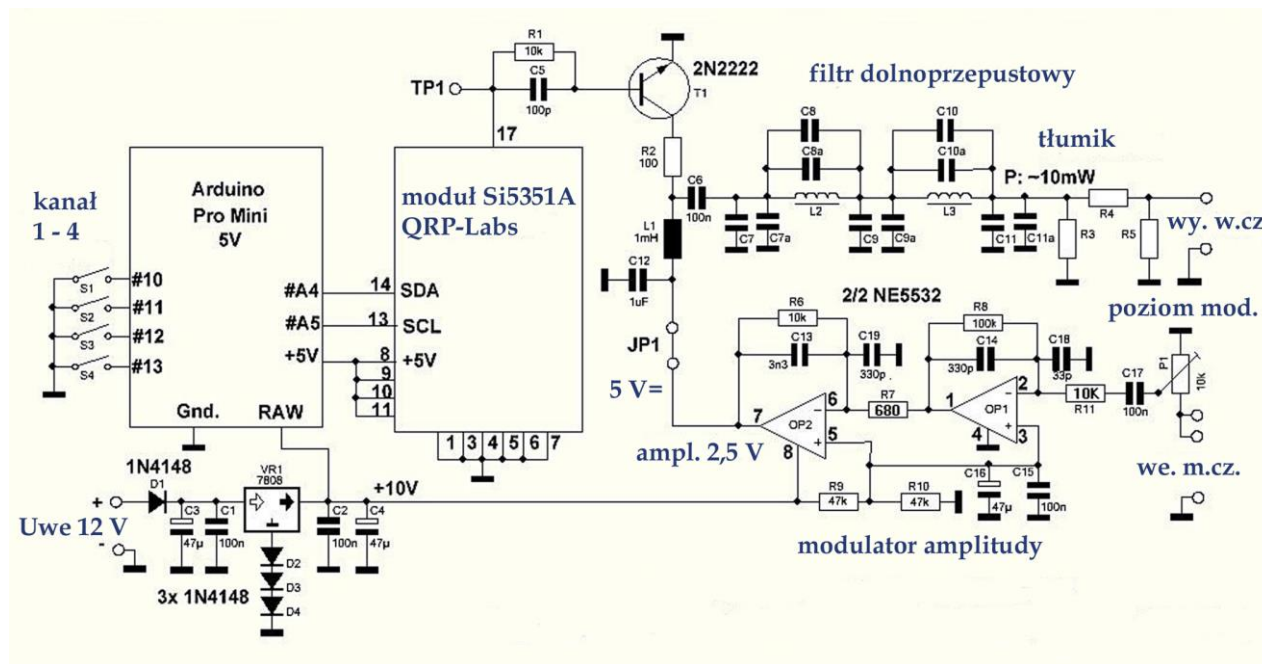 R1
10k
C5
100p
TP1
17
2N2222
T1
R2
100
filtr dolnoprzepustowy
C8
C8a
L2
C10
C10a
L3
tłumik
P: ~10mW
R4
R3
R5
wy. w.cz
C6
100n
C7
C7a
C9
C9a
C11
C11a
L1
1mH
C12
1uF
JP1
5 V=
ampl. 2,5 V
kanał
1 - 4
Arduino
Pro Mini
5V
#10
#11
#12
#13
S1
S2
S3
S4
#A4
#A5
+5V
Gnd.
RAW
moduł Si5351A
QRP-Labs
14
SDA
13
SCL
8
+5V
9
10
11
1 3 4 5 6 7
2/2 NE5532
R6
10k
C13
3n3
C19
330p
R7
680
7
OP2
6
5
8
R8
100k
C14
330p
C18
33p
1
OP1
2
3
4
10K
R11
C17
100n
poziom mod.
P1
10k
we. m.cz.
R9
47k
R10
47k
C16
47µ
C15
100n
modulator amplitudy
1N4148
D1
+
Uwe 12 V
-
C3
47µ
C1
100n
VR1
7808
+10V
C2
100n
C4
47µ
D2
D3
D4
3x 1N4148